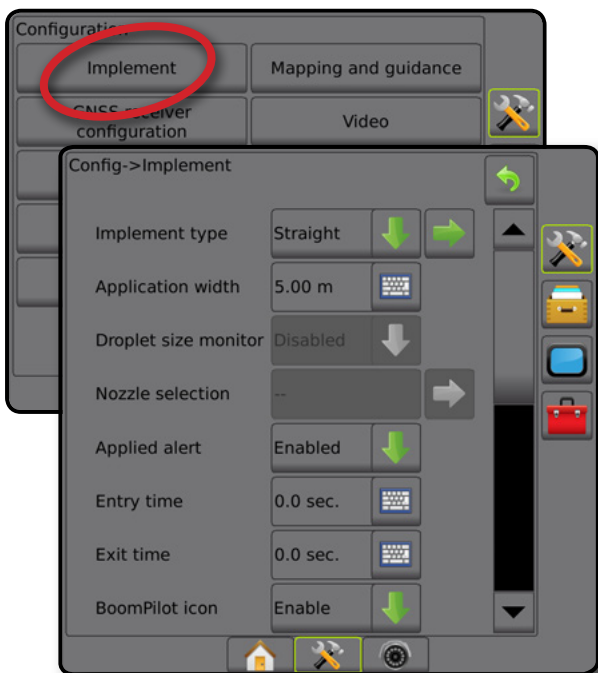 Configuration
Implement
Mapping and guidance
GNSS receiver
configuration
Video
Config->Implement
Implement type
Straight
Application width
5.00 m
Droplet size monitor
Disabled
Nozzle selection
--
Applied alert
Enabled
Entry time
0.0 sec.
Exit time
0.0 sec.
BoomPilot icon
Enable